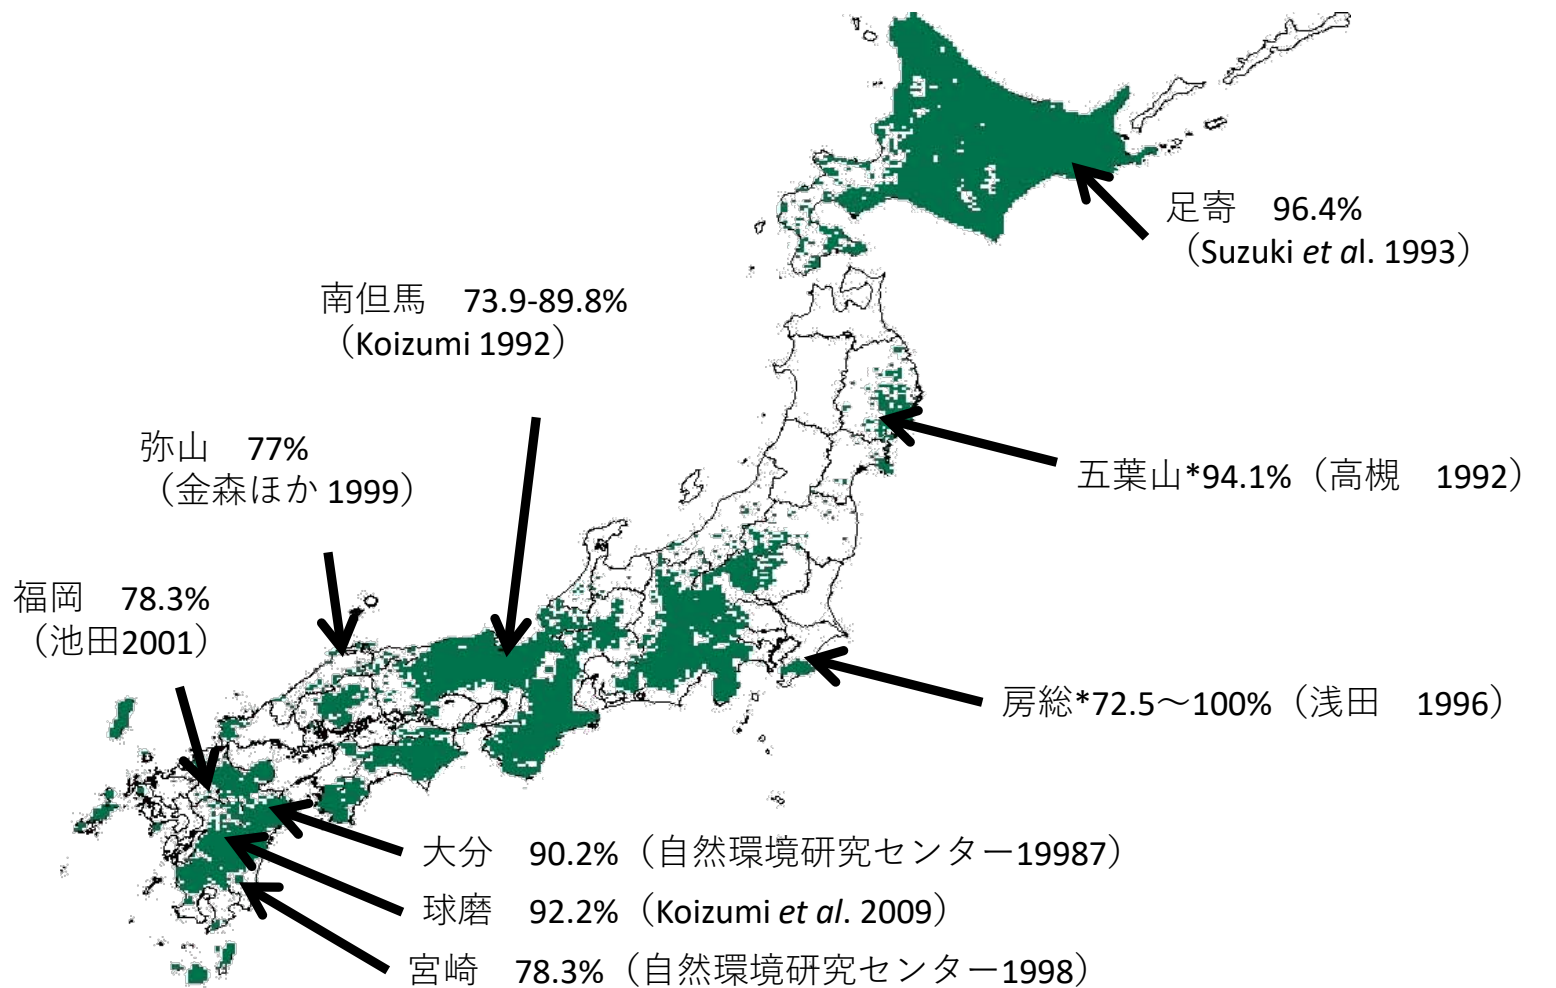 足寄　96.4%
（Suzuki et al. 1993）
南但馬　73.9-89.8%
（Koizumi 1992）
弥山　77%
（金森ほか 1999）
五葉山*94.1%（高槻　1992）
福岡　78.3%
（池田2001）
房総*72.5～100%（浅田　1996）
大分　90.2%（自然環境研究センター19987）
球磨　92.2%（Koizumi et al. 2009）
宮崎　78.3%（自然環境研究センター1998）